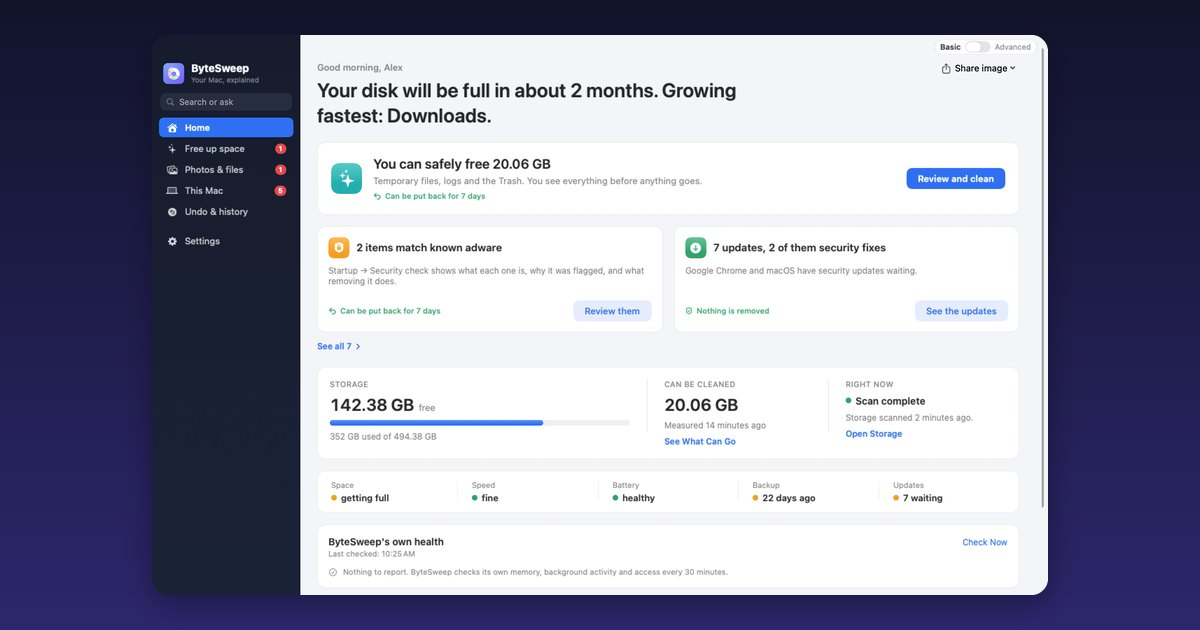 ByteSweep
Your Mac, explained
Search or ask
Home
Free up space 1
Photos & files 1
This Mac 5
Undo & history
Settings
Basic Advanced
Share image
Good morning, Alex
Your disk will be full in about 2 months. Growing
fastest: Downloads.
You can safely free 20.06 GB
Temporary files, logs and the Trash. You see everything before anything goes.
Can be put back for 7 days
Review and clean
2 items match known adware
Startup → Security check shows what each one is, why it was flagged, and what
removing it does.
Can be put back for 7 days
Review them
7 updates, 2 of them security fixes
Google Chrome and macOS have security updates waiting.
Nothing is removed
See the updates
See all 7
STORAGE
142.38 GB free
352 GB used of 494.38 GB
CAN BE CLEANED
20.06 GB
Measured 14 minutes ago
See What Can Go
RIGHT NOW
Scan complete
Storage scanned 2 minutes ago.
Open Storage
Space
getting full
Speed
fine
Battery
healthy
Backup
22 days ago
Updates
7 waiting
ByteSweep's own health
Last checked: 10:25 AM
Check Now
Nothing to report. ByteSweep checks its own memory, background activity and access every 30 minutes.